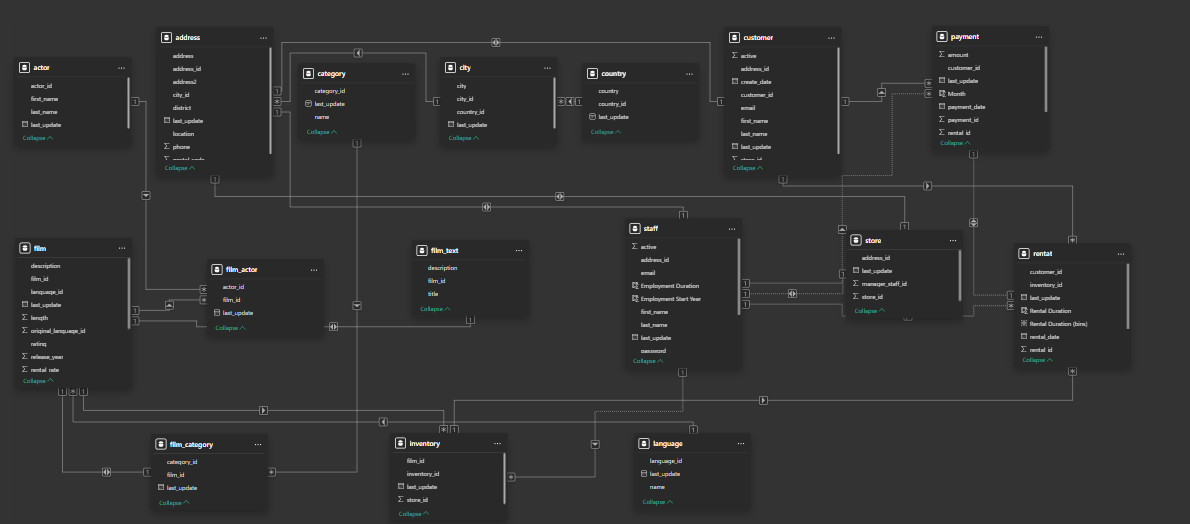 actor
actor_id
first_name
last_name
last_update
Collapse
address
address
address_id
address2
city_id
district
last_update
location
phone
Collapse
category
category_id
last_update
name
Collapse
city
city
city_id
country_id
last_update
Collapse
country
country
country_id
last_update
Collapse
customer
active
address_id
create_date
customer_id
email
first_name
last_name
last_update
Collapse
payment
amount
customer_id
last_update
Month
payment_date
payment_id
rental_id
Collapse
film
description
film_id
language_id
last_update
length
original_language_id
rating
release_year
rental_rate
Collapse
film_actor
actor_id
film_id
last_update
Collapse
film_text
description
film_id
title
Collapse
staff
active
address_id
email
Employment Duration
Employment Start Year
first_name
last_name
last_update
password
Collapse
store
address_id
last_update
manager_staff_id
store_id
Collapse
rental
customer_id
inventory_id
last_update
Rental Duration
Rental Duration (bins)
rental_date
rental_id
Collapse
film_category
category_id
film_id
last_update
Collapse
inventory
film_id
inventory_id
last_update
store_id
Collapse
language
language_id
last_update
name
Collapse